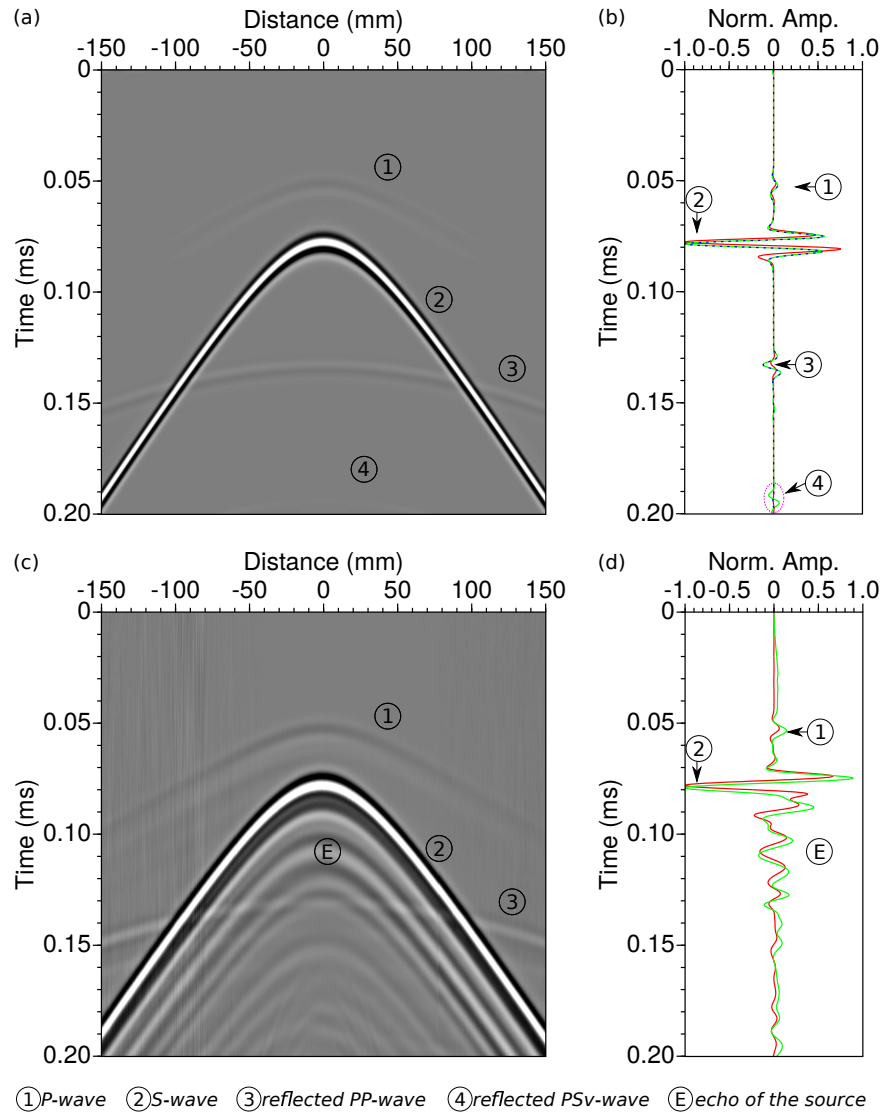 (a)
Distance (mm)
-150 -100 -50 0 50 100 150
Time (ms)
0
0.05
0.10
0.15
0.20
1
2
3
4
(b)
Norm. Amp.
-1.0 -0.5 0 0.5 1.0
Time (ms)
0
0.05
0.10
0.15
0.20
1
2
3
4
(c)
Distance (mm)
-150 -100 -50 0 50 100 150
Time (ms)
0
0.05
0.10
0.15
0.20
1
E
2
3
(d)
Norm. Amp.
-1.0 -0.5 0 0.5 1.0
Time (ms)
0
0.05
0.10
0.15
0.20
1
2
E
1 P-wave 2 S-wave 3 reflected PP-wave 4 reflected PSv-wave E echo of the source